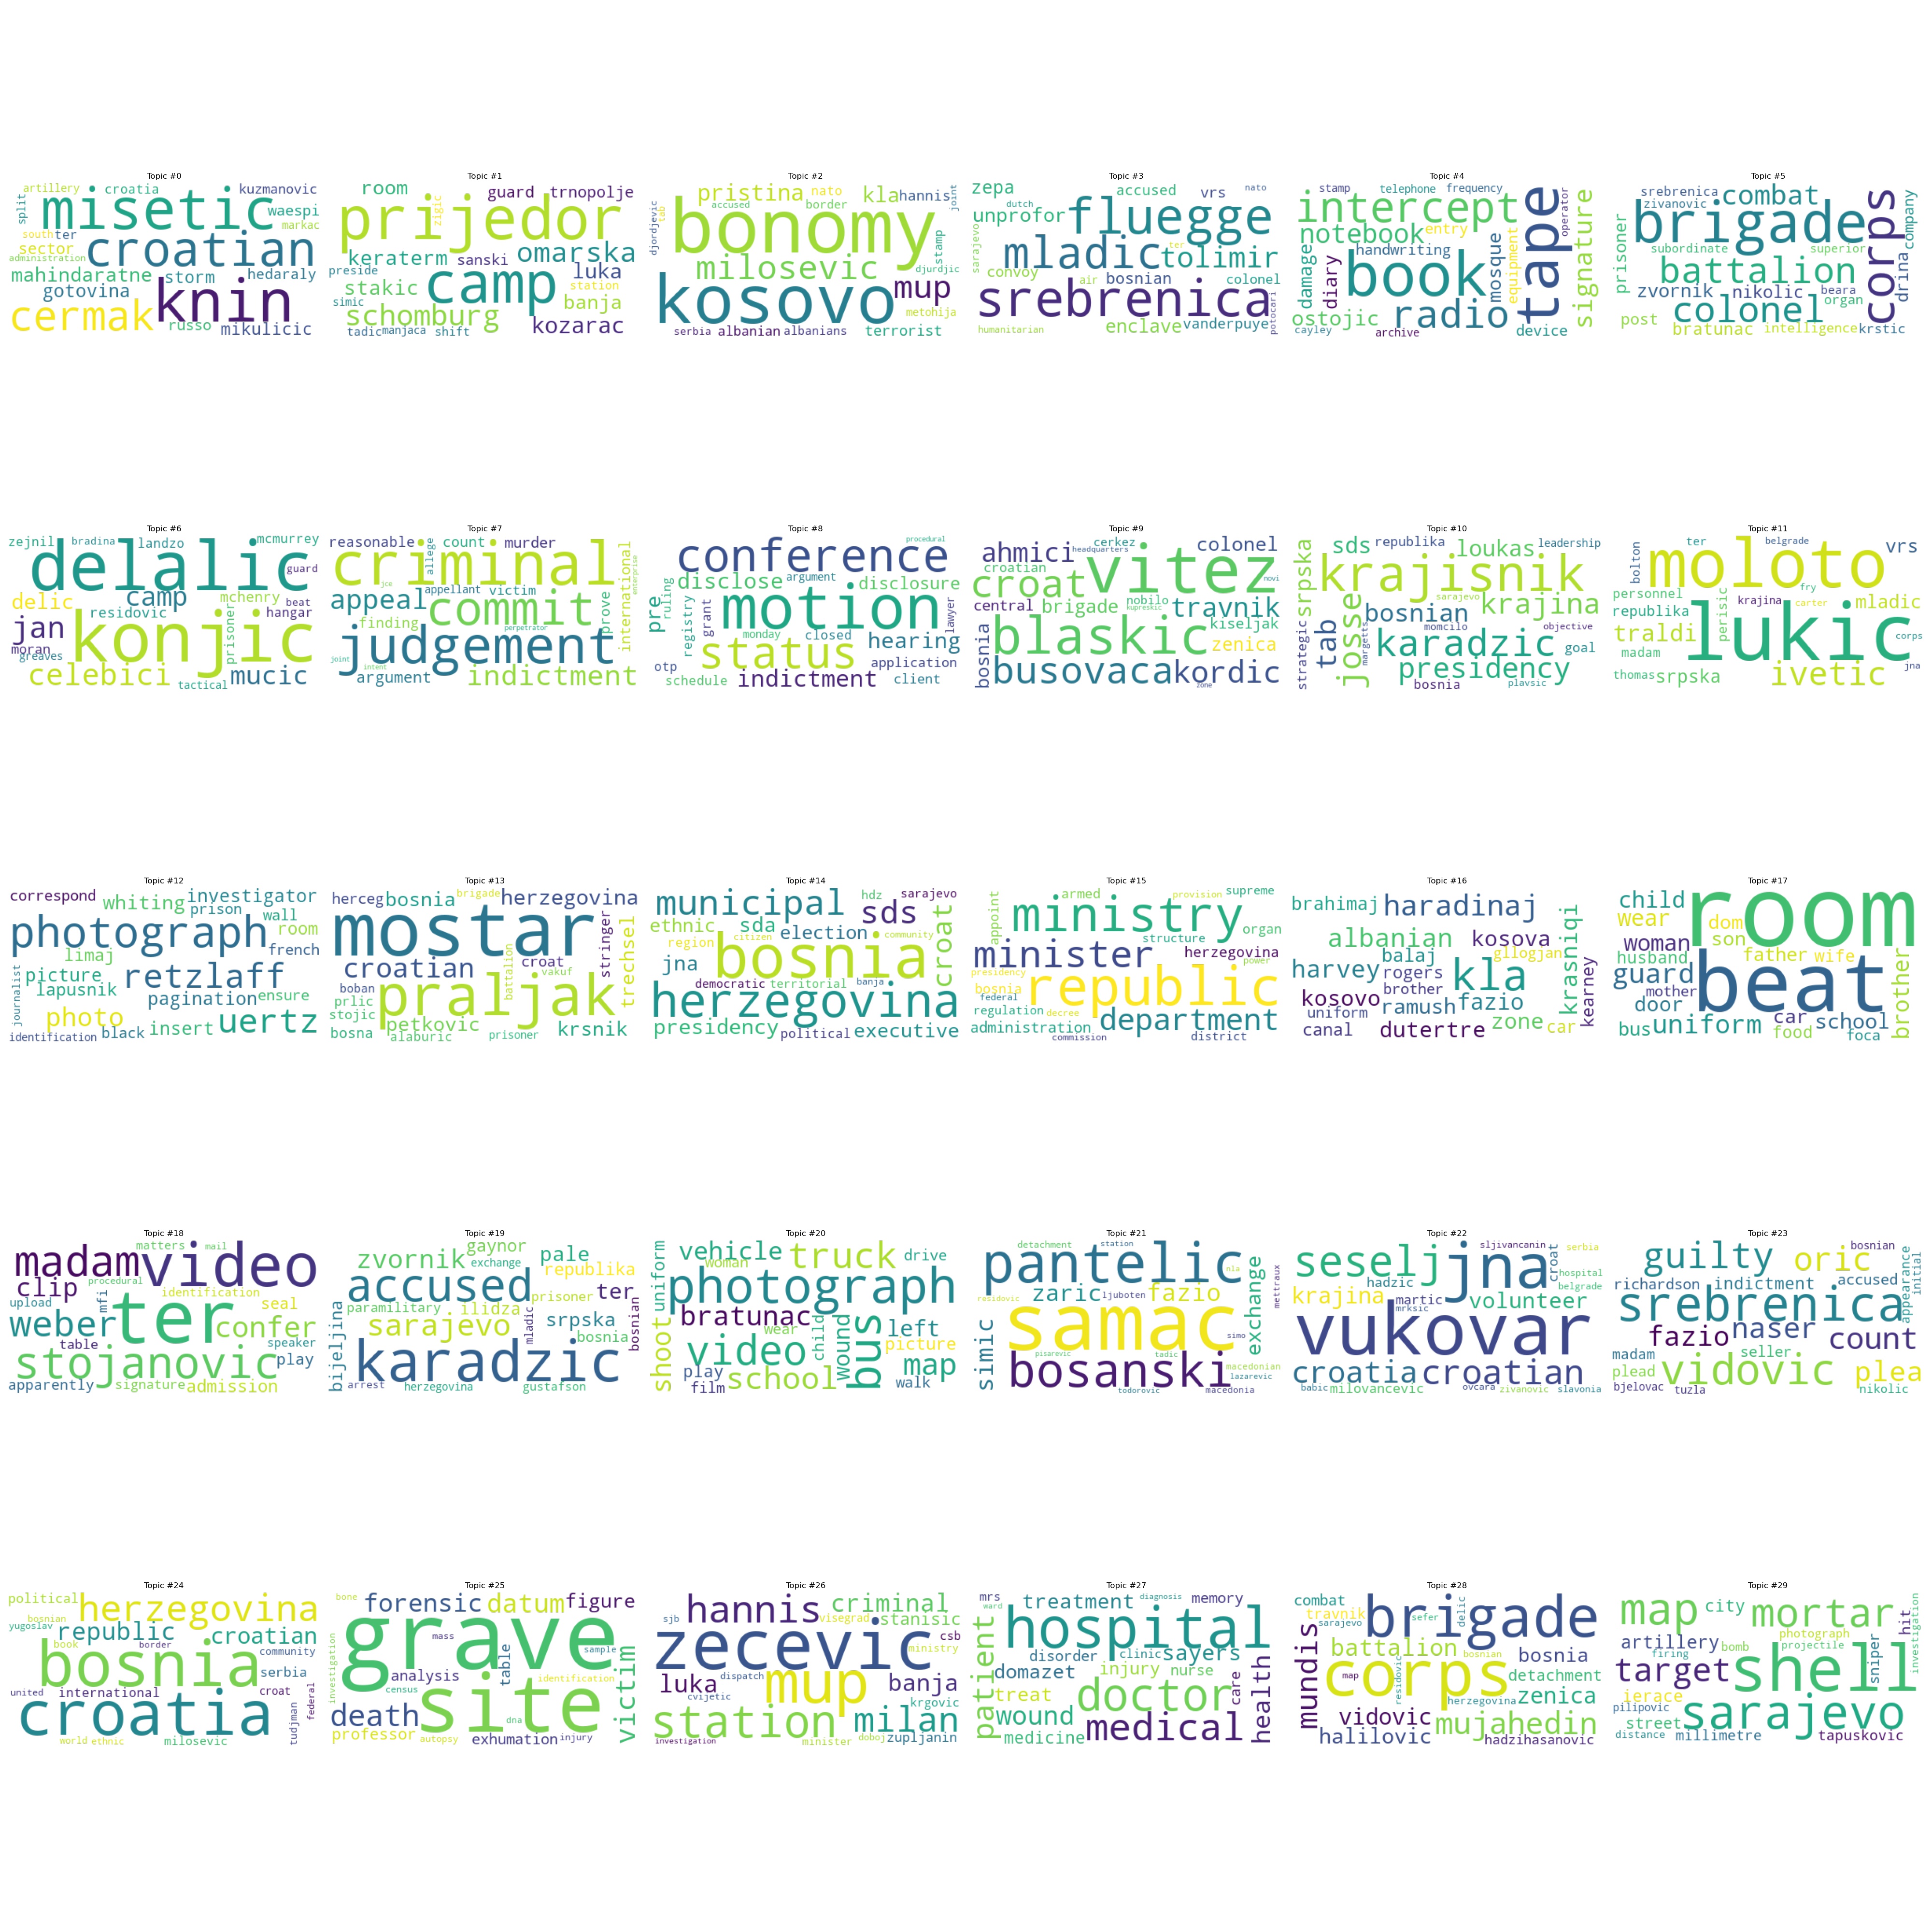 Topic #0
artillery croatia kuzmanovic
split misetic waespi
markac
south ter croatian
sector
administration
mahindaratne storm hedaraly
gotovina knin
cermak russo mikulicic
Topic #1
room guard trnopolje
prijedor zigic
keraterm sanski omarska
preside camp luka
stakic station
simic banja
schomburg
tadic manjaca shift kozarac
Topic #2
pristina nato kla hannis joint
accused border
djordjevic tab bonomy stamp
milosevic djurdjic
kosovo mup
metohija
serbia albanian albanians terrorist
Topic #3
zepa accused vrs nato
dutch
unprofor fluegge
sarajevo mladic ter tolimir
convoy air bosnian colonel
srebrenica potocari
humanitarian enclave vanderpuye
Topic #4
stamp telephone frequency
intercept operator
notebook entry
handwriting
damage diary book mosque equipment tape signature
ostojic radio
cayley archive device
Topic #5
srebrenica combat
zivanovic
prisoner brigade corps company
subordinate superior
battalion drina
zvornik nikolic beara
organ
post colonel
bratunac intelligence krstic
Topic #6
zejnil bradina landzo mcmurrey
delalic guard
delic camp mchenry
residovic beat
jan prisoner hangar
moran konjic
greaves
celebici tactical mucic
Topic #7
reasonable count murder
allege
criminal international
jce enterprise
appeal appellant victim
finding commit prove
perpetrator
joint judgement
intent
argument indictment
Topic #8
conference procedural
disclose argument disclosure
pre ruling motion
registry grant lawyer
monday closed hearing
status
otp application
schedule indictment client
Topic #9
cerkez colonel
ahmici headquarters
croatian vitez
croat novi
central brigade nobilo travnik
kupreskic
bosnia blaskic kiseljak
zenica
busovaca kordic
zone
Topic #10
sds republika loukas leadership
srpska krajisnik
sarajevo
strategic tab josse bosnian krajina
momcilo objective
margetts karadzic goal
presidency
bosnia plavsic
Topic #11
ter belgrade vrs
bolton moloto
personnel fry
republika krajina carter mladic
traldi perisic lukic corps
madam
thomas srpska ivetic jna
Topic #12
correspond whiting investigator
prison wall
photograph room
limaj french
picture retzlaff
lapusnik
journalist photo pagination ensure
black insert uertz
identification
Topic #13
herceg bosnia brigade herzegovina
mostar stringer trechsel
croatian croat
boban battalion vakuf
prlic praljak
stojic
bosna petkovic krsnik
alaburic prisoner
Topic #14
municipal hdz sarajevo
sds
ethnic sda election croat
region citizen community
jna bosnia
democratic territorial banja
herzegovina
presidency political executive
Topic #15
armed provision supreme
appoint ministry organ
structure
minister herzegovina
presidency power
bosnia republic
federal
regulation decree
administration department
commission district
Topic #16
brahimaj haradinaj
albanian kosova krasniqi
balaj gllogjan
harvey rogers kla kearney
brother
kosovo ramush fazio
uniform
canal dutertre zone car
Topic #17
child room
wear dom
woman son
husband father wife
guard beat brother
mother
door car school
bus uniform food foca
Topic #18
matters mail
madam video
clip procedural
upload mfi identification seal
weber ter confer
table speaker
stojanovic play
apparently signature admission
Topic #19
zvornik gaynor pale
exchange
accused republika
bijeljina paramilitary ilidza prisoner ter
sarajevo mladic srpska bosnian
bosnia
karadzic
arrest herzegovina gustafson
Topic #20
uniform vehicle truck drive
woman
shoot photograph
bratunac bus left
wear child wound picture
video map
play
film school walk
Topic #21
detachment station
pantelic nia exchange mettraux
residovic zaric ljuboten fazio
simic samac simo
pisarevic tadic macedonian
bosanski lazarevic
todorovic macedonia
Topic #22
sljivancanin croat serbia
seselj jna hospital
hadzic belgrade
krajina martic volunteer
mrksic
vukovar
croatia croatian
babic milovancevic ovcara zivanovic slavonia
Topic #23
guilty oric bosnian
richardson indictment accused appearance initial
srebrenica
fazio naser count
madam seller
plead vidovic plea
bjelovac tuzla nikolic
Topic #24
political herzegovina
bosnian
yugoslav republic croatian
book border community
bosnia serbia
united international croat federal
croatia tudjman
world ethnic milosevic
Topic #25
bone forensic datum figure
investigation grave
mass table sample victim
analysis identification
census
death site
dna
professor autopsy exhumation injury
Topic #26
hannis criminal
sjb visegrad stanisic
zecevic csb
ministry
luka dispatch mup banja
cvijetic krgovic
station milan
investigation minister doboj zupljanin
Topic #27
mrs treatment diagnosis memory
ward
patient hospital
disorder clinic sayers
domazet injury nurse care health
treat doctor
wound
medicine medical
Topic #28
combat brigade
travnik sefer delic
sarajevo
mundis battalion bosnian bosnia
map corps detachment
residovic herzegovina zenica
vidovic
halilovic mujahedin
hadzihasanovic
Topic #29
map city mortar hit investigation
photograph
artillery bomb projectile
firing
target shell sniper
ierace
pilipovic sarajevo
street
distance millimetre tapuskovic